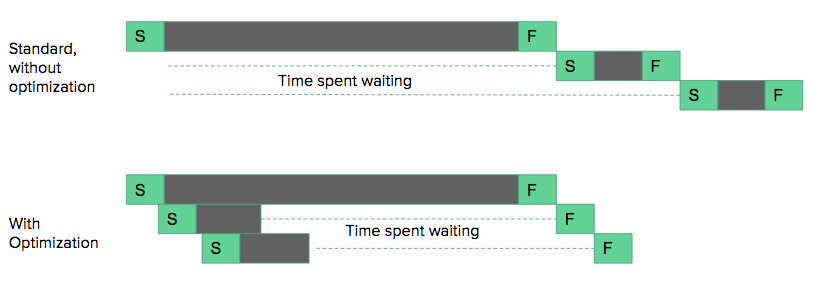 S F
Standard,
without
optimization
S F
Time spent waiting
S F
S F
With
Optimization
S F
Time spent waiting
S F